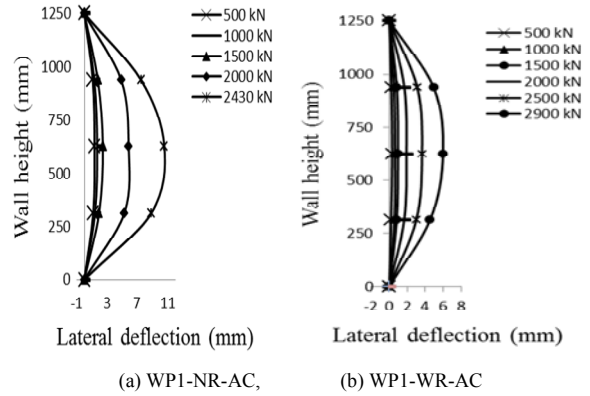 1250
1000
750
500
250
0
Wall height (mm)
-1 3 7 11
Lateral deflection (mm)
500 kN
1000 kN
1500 kN
2000 kN
2430 kN
(a) WP1-NR-AC,
1250
1000
750
500
250
0
Wall height (mm)
-2 0 2 4 6 8
Lateral deflection (mm)
500 kN
1000 kN
1500 kN
2000 kN
2500 kN
2900 kN
(b) WP1-WR-AC